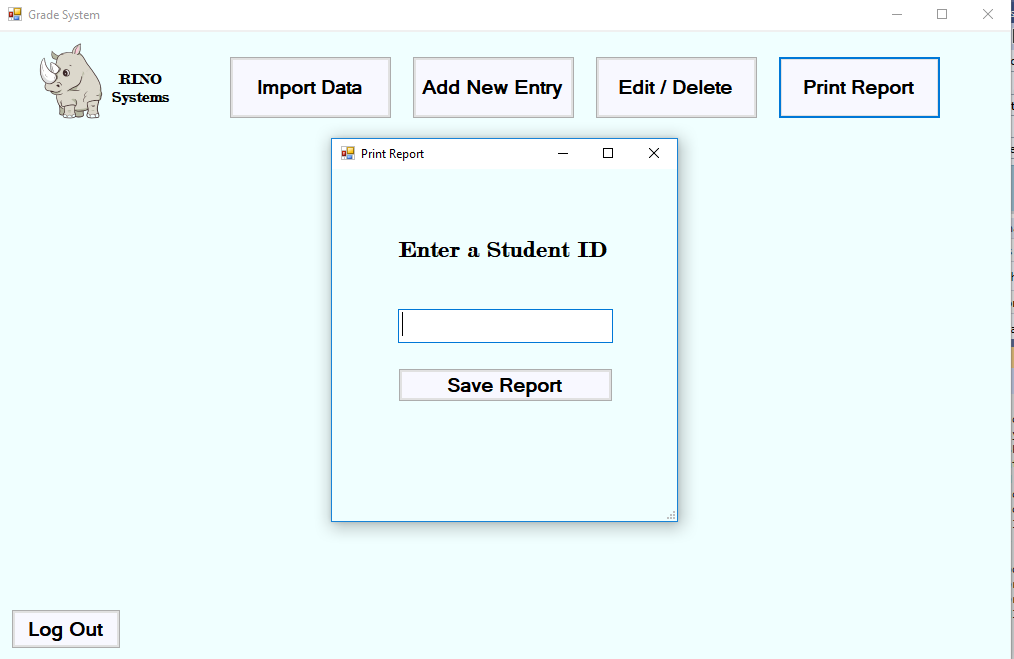 Grade System
RINO
Systems
Import Data
Add New Entry
Edit / Delete
Print Report
Print Report
Enter a Student ID
Save Report
Log Out